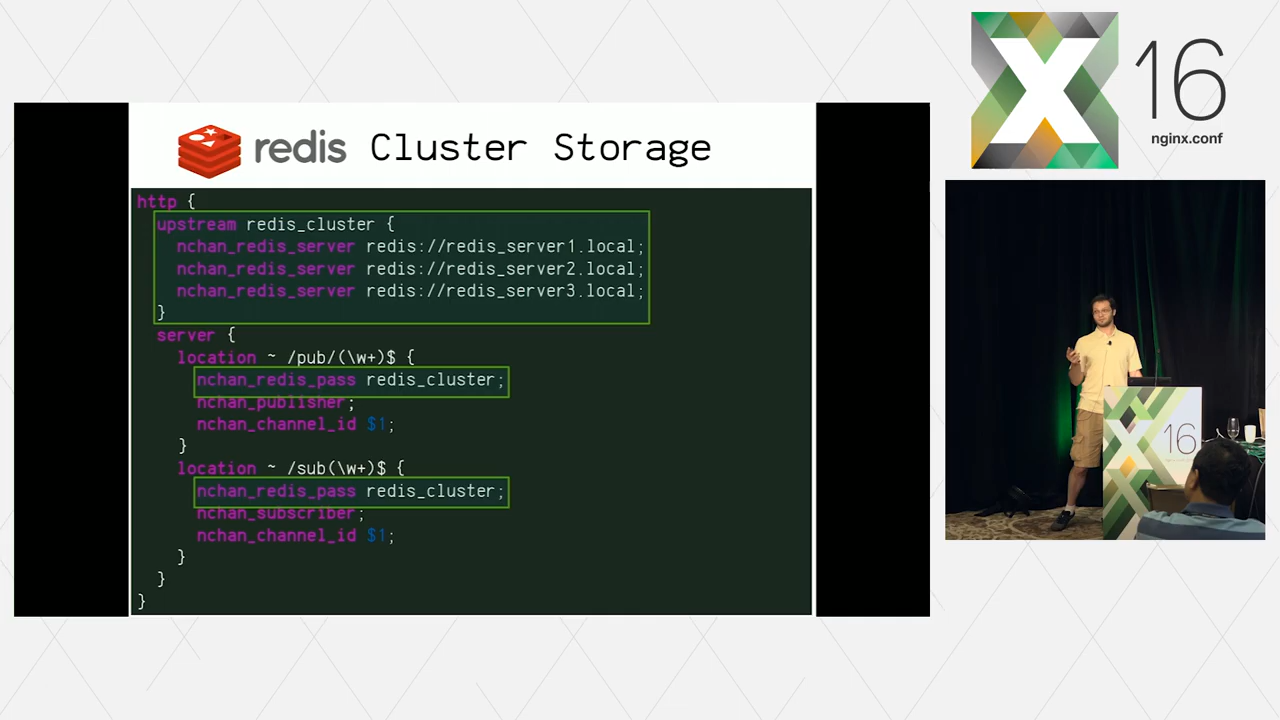 redis Cluster Storage
http {
upstream redis_cluster {
nchan_redis_server redis://redis_server1.local;
nchan_redis_server redis://redis_server2.local;
nchan_redis_server redis://redis_server3.local;
}
server {
location ~ /pub/(\w+)$ {
nchan_redis_pass redis_cluster;
nchan_publisher;
nchan_channel_id $1;
}
location ~ /sub(\w+)$ {
nchan_redis_pass redis_cluster;
nchan_subscriber;
nchan_channel_id $1;
}
}
}
X 16
nginx.conf
X 16